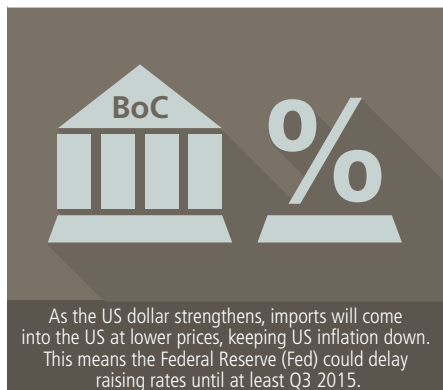 BoC
%
As the US dollar strengthens, imports will come
into the US at lower prices, keeping US inflation down.
This means the Federal Reserve (Fed) could delay
raising rates until at least Q3 2015.